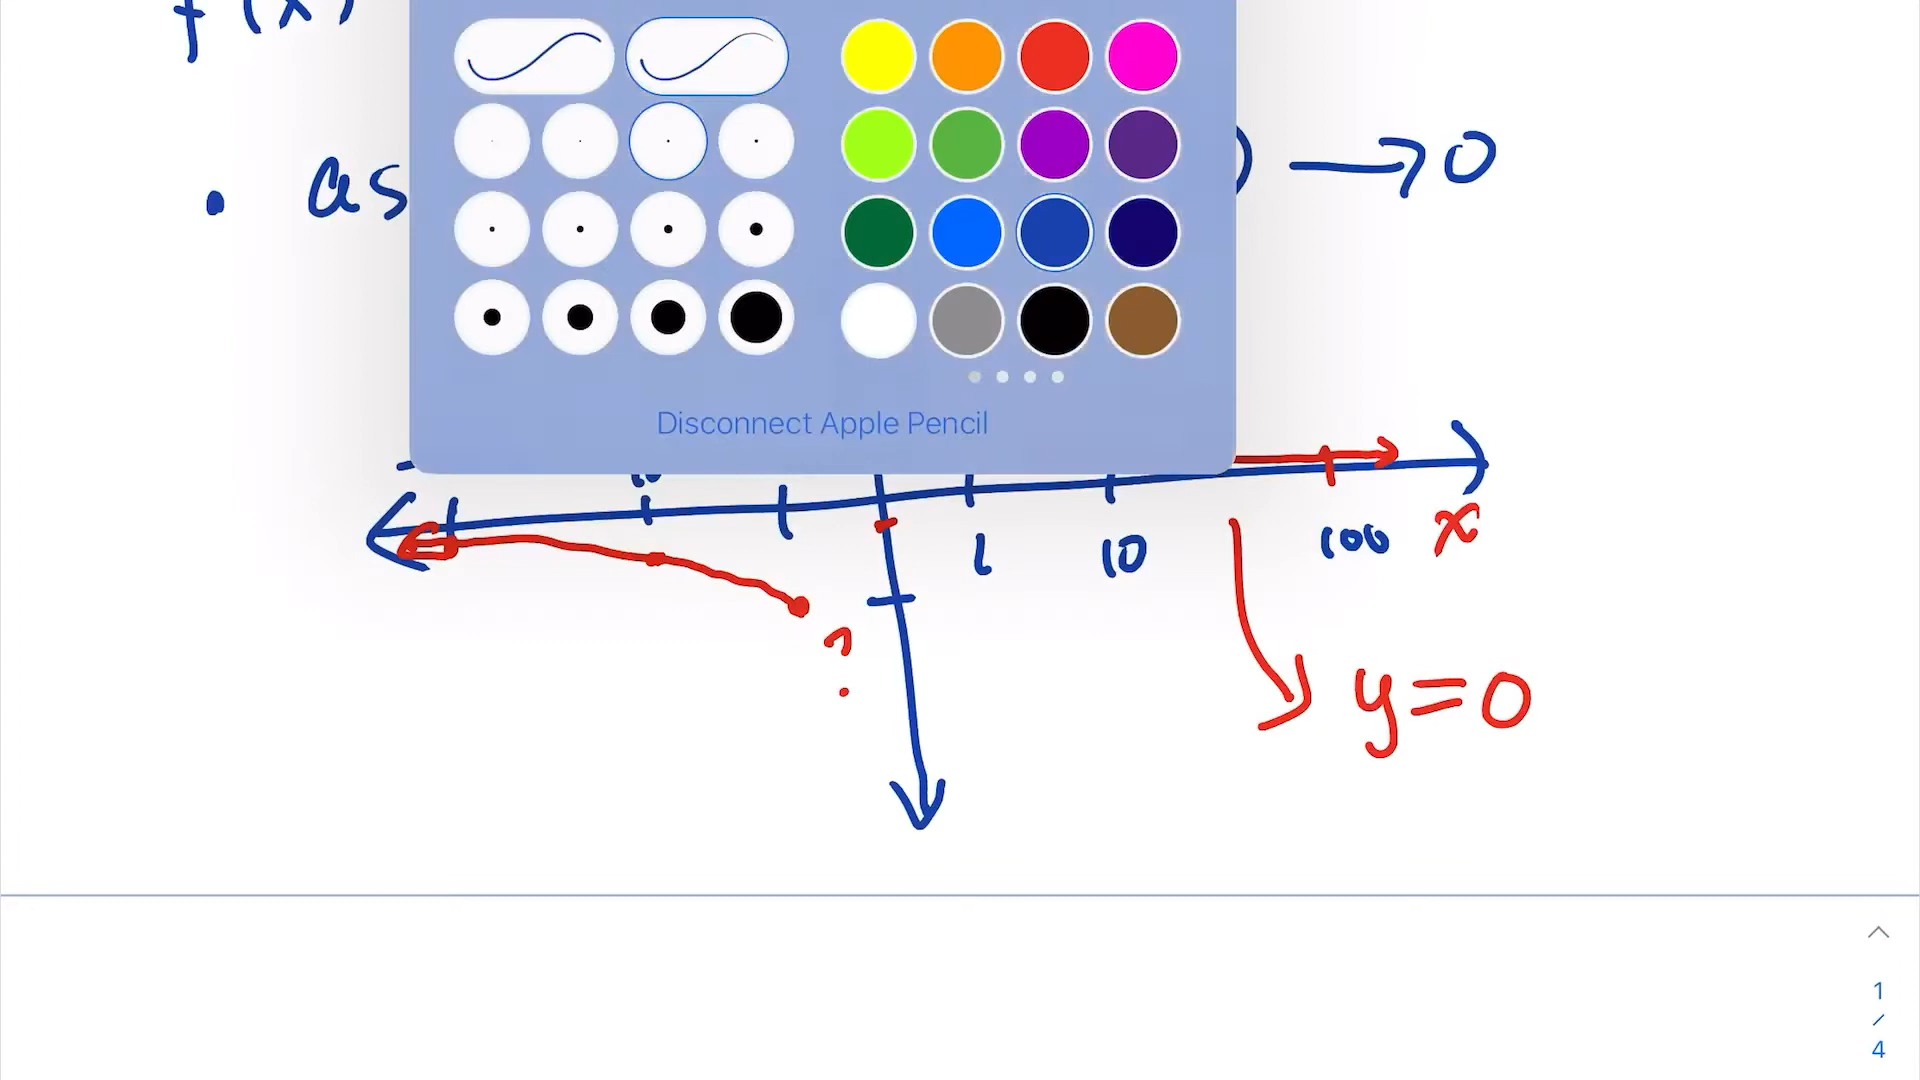 f(x)
• as ) → 0
Disconnect Apple Pencil
1 10 100 x
?
y=0
1
/
4